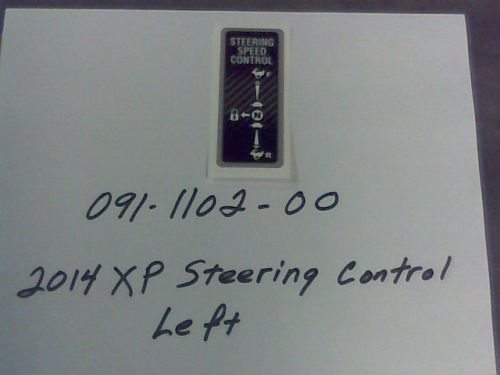 STEERING
SPEED
CONTROL
F
N
R
091-1102-00
2014 XP Steering Control
Left